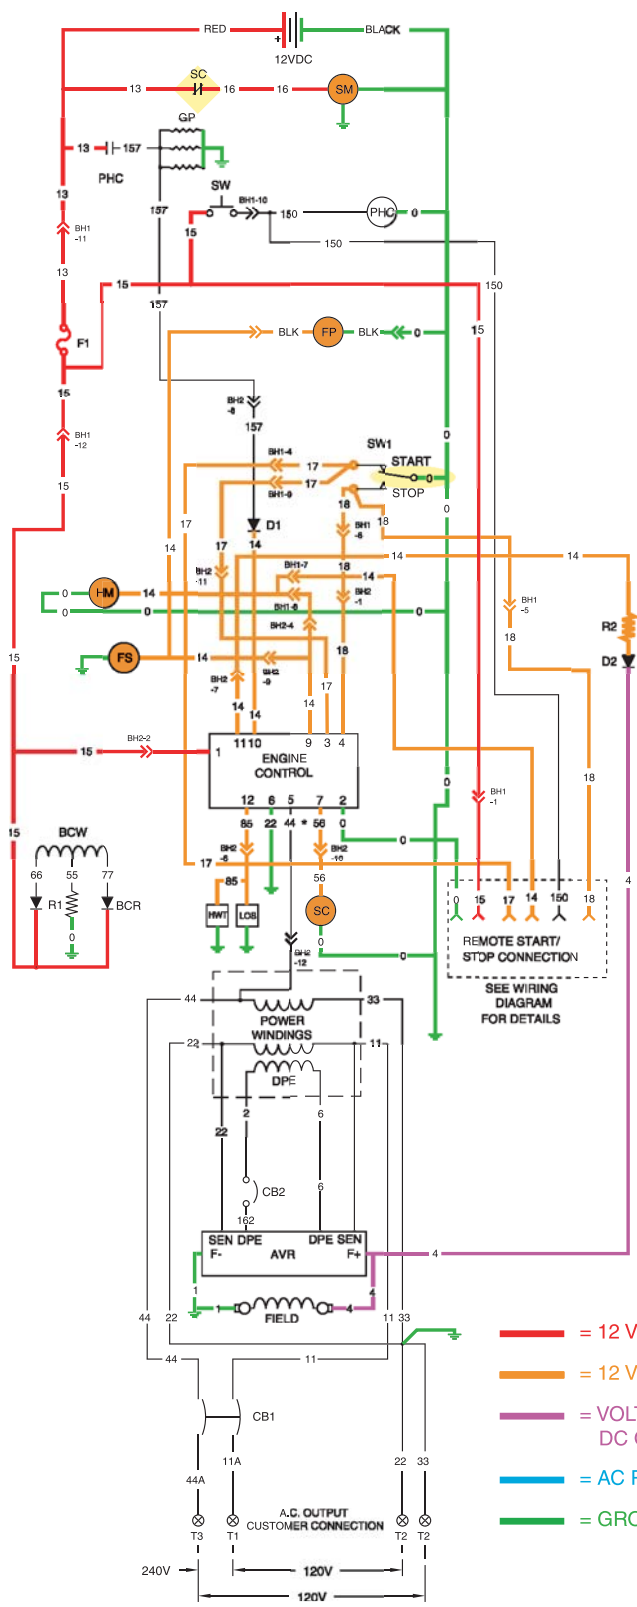 RED
BLACK
+
12VDC
SC
13
16
16
SM
GP
13
157
PHC
SW
13
157
BH1-10
150
PHC
0
BH1
-11
15
150
13
15
150
157
F1
BLK
FP
BLK
0
15
15
BH2
-8
BH1
-12
157
0
SW1
BH1-4
START
17
15
17
0
BH1-9
STOP
0
17
18
18
D1
BH1
-6
14
17
14
14
14
BH2
-11
BH1-7
18
14
HM
0
14
BH2
-1
BH1
-5
0
0
BH1-8
0
R2
BH2-4
18
15
FS
14
18
D2
BH2
-7
BH2
-9
17
14
14
14
11
10
9
3
4
15
BH2-2
1
ENGINE
CONTROL
0
18
BH1
-1
12
6
5
7
2
15
85
22
44
*
56
0
BCW
BH2
-6
BH2
-10
0
17
66
55
77
85
56
4
R1
BCR
HWT
LOS
SC
0
15
17
14
150
18
0
0
0
REMOTE START/
STOP CONNECTION
BH2
-12
SEE WIRING
DIAGRAM
FOR DETAILS
44
33
POWER
WINDINGS
22
11
DPE
2
6
22
CB2
6
162
SEN
DPE
DPE
SEN
F-
AVR
F+
4
1
4
1
4
FIELD
44
22
11
33
= 12 V
44
11
= 12 V
CB1
= VOLT
DC
11A
22
33
44A
= AC
A.C. OUTPUT
CUSTOMER CONNECTION
= GRO
T3
T1
T2
T2
240V
120V
120V